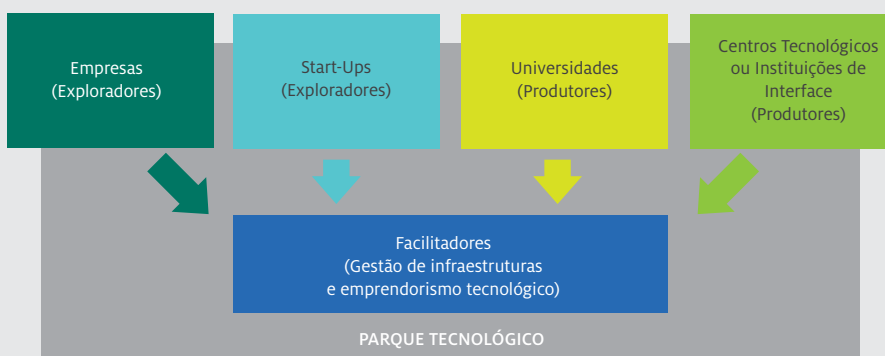 Empresas
(Exploradores)
Start-Ups
(Exploradores)
Universidades
(Produtores)
Centros Tecnológicos
ou Instituições de
Interface
(Produtores)
Facilitadores
(Gestão de infraestruturas
e emprendorismo tecnológico)
PARQUE TECNOLÓGICO